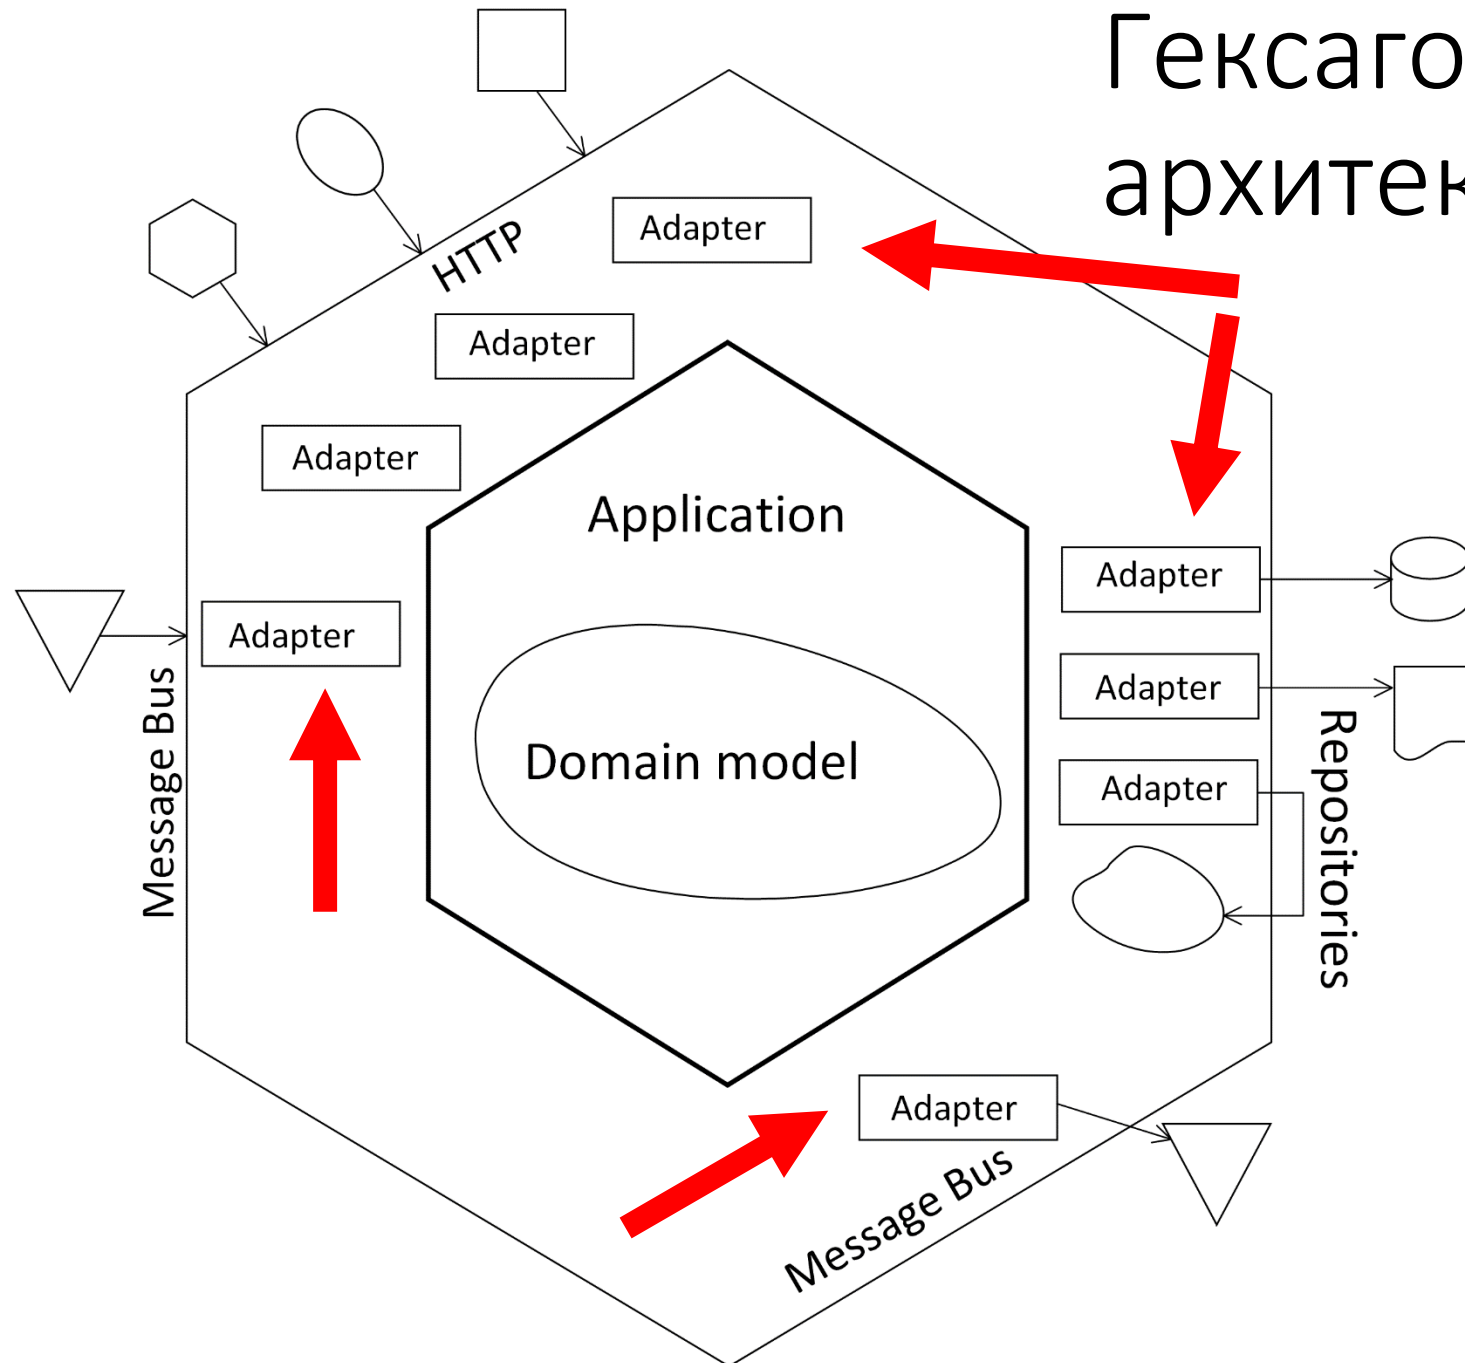 Гексаго
архитек
HTTP
Adapter
Adapter
Adapter
Application
Adapter
Adapter
Message Bus
Adapter
Domain model
Adapter
Repositories
Adapter
Message Bus